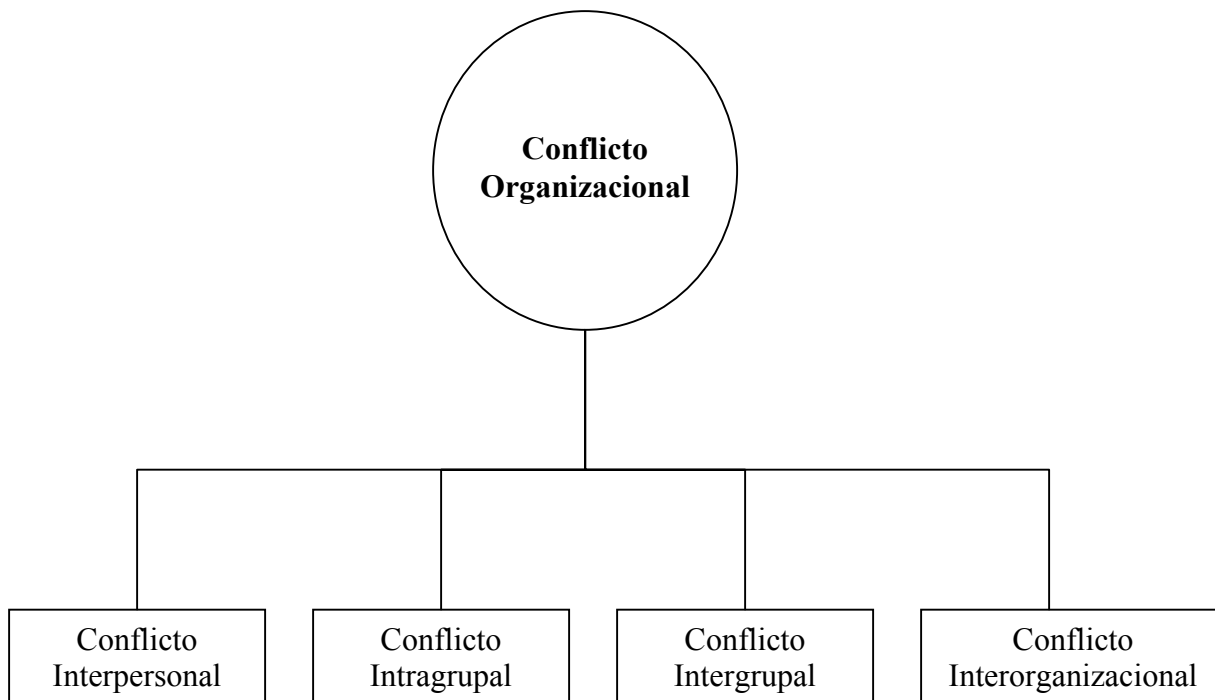 Conflicto
Organizacional
Conflicto
Interpersonal
Conflicto
Intragrupal
Conflicto
Intergrupal
Conflicto
Interorganizacional